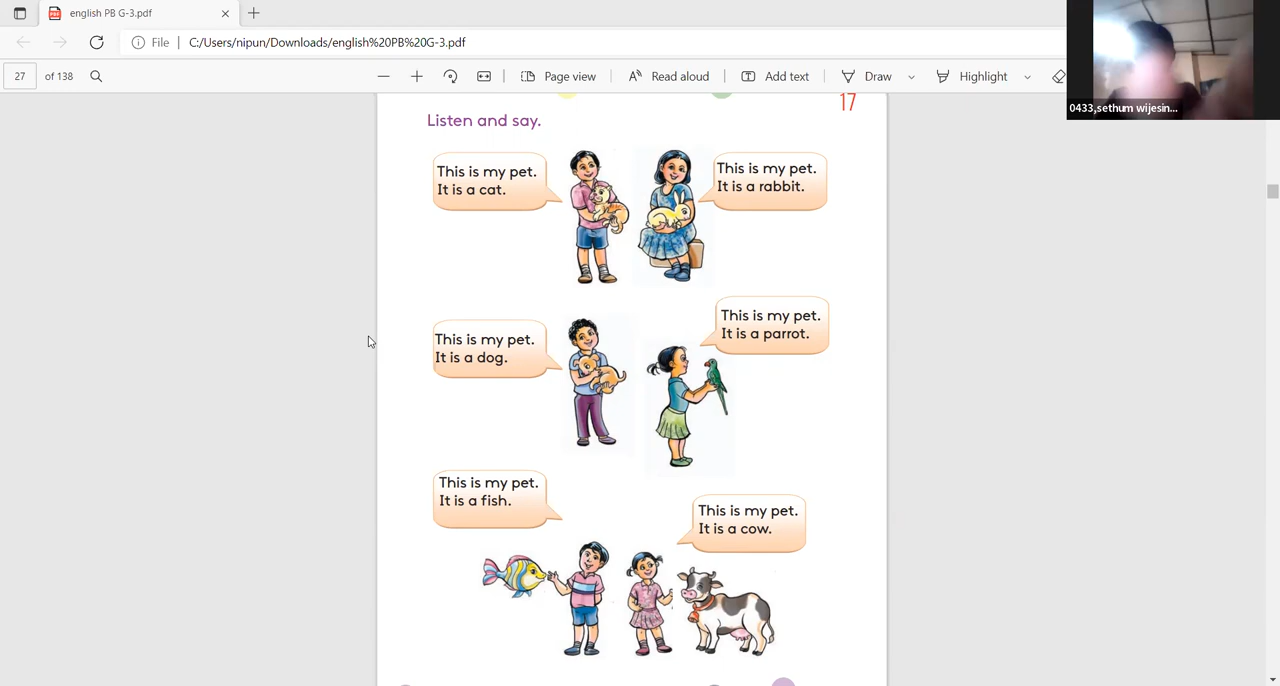 english PB G-3.pdf
File
C:/Users/nipun/Downloads/english%20PB%20G-3.pdf
27
of 138
Page view
Read aloud
Add text
Draw
Highlight
0433,sethum wijesin...
17
Listen and say.
This is my pet.
It is a cat.
This is my pet.
It is a rabbit.
This is my pet.
It is a dog.
This is my pet.
It is a parrot.
This is my pet.
It is a fish.
This is my pet.
It is a cow.